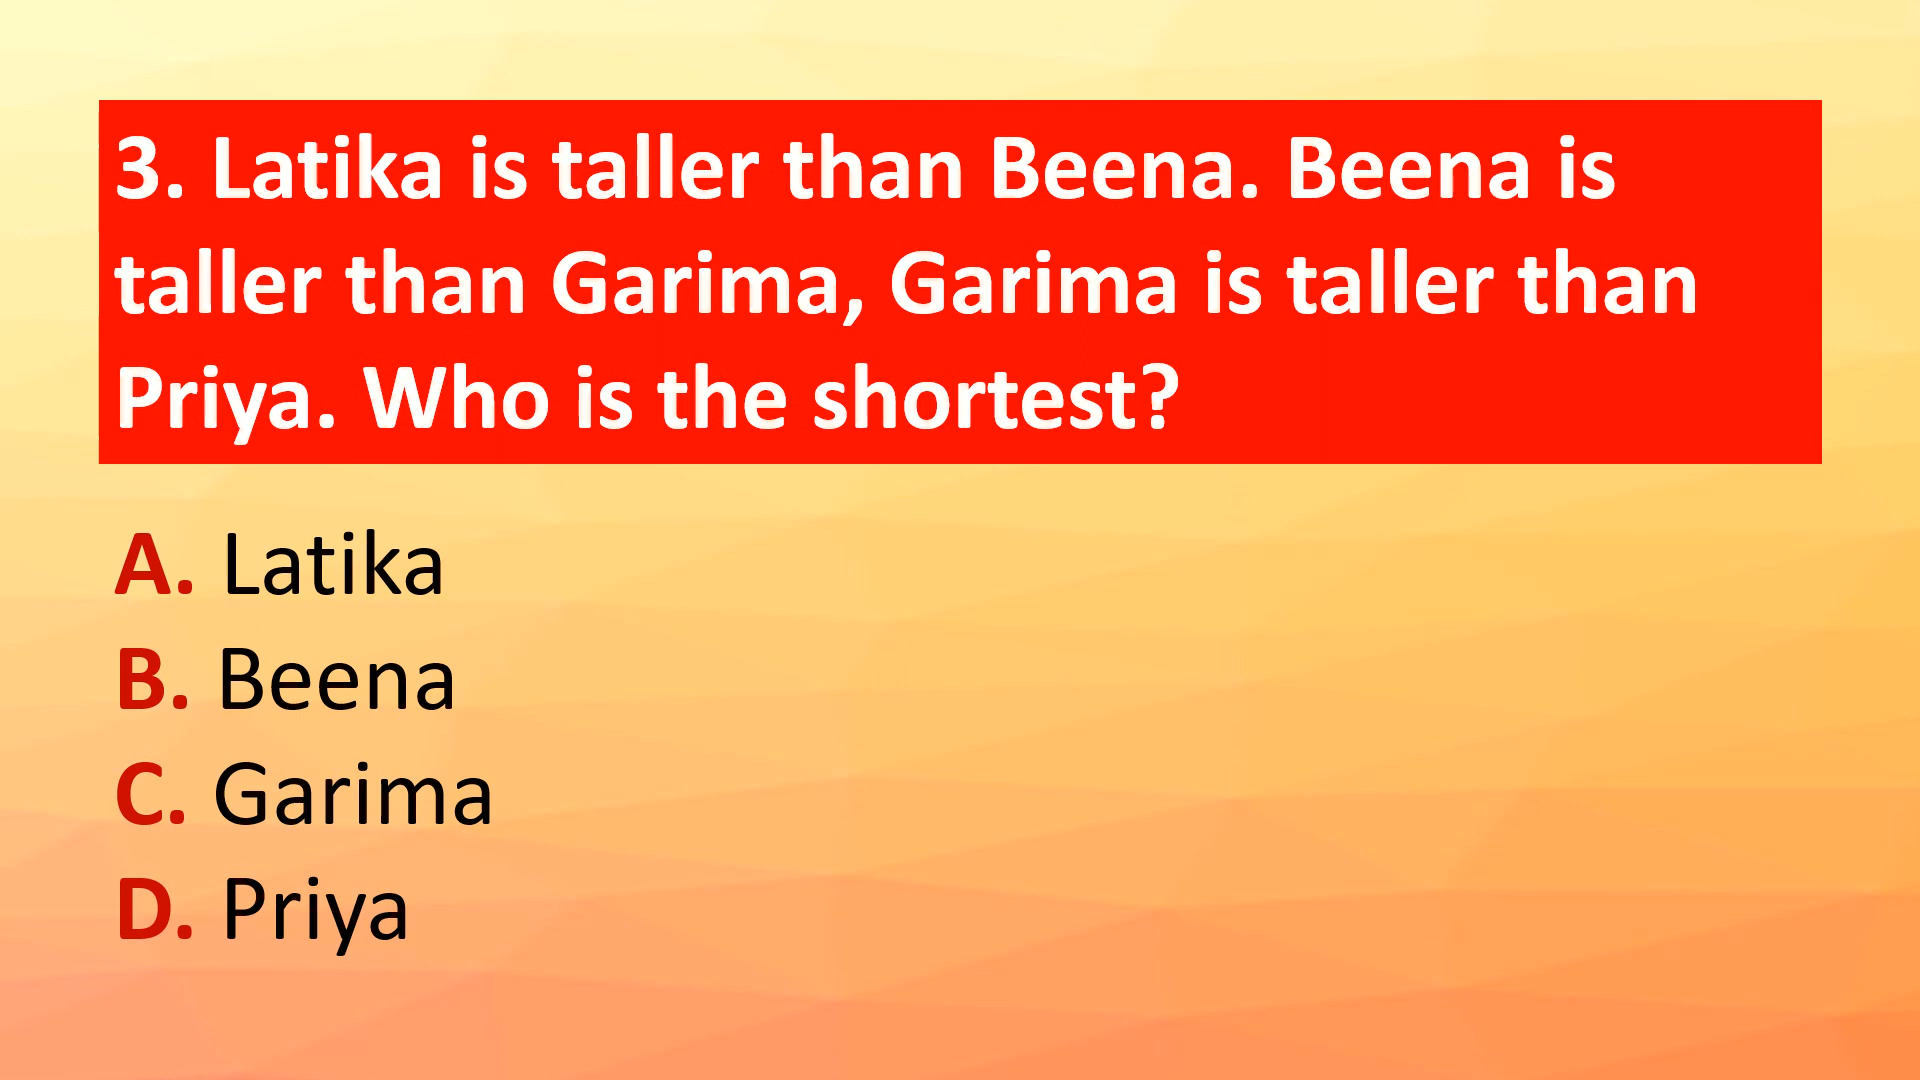 3. Latika is taller than Beena. Beena is
taller than Garima, Garima is taller than
Priya. Who is the shortest?
A. Latika
B. Beena
C. Garima
D. Priya